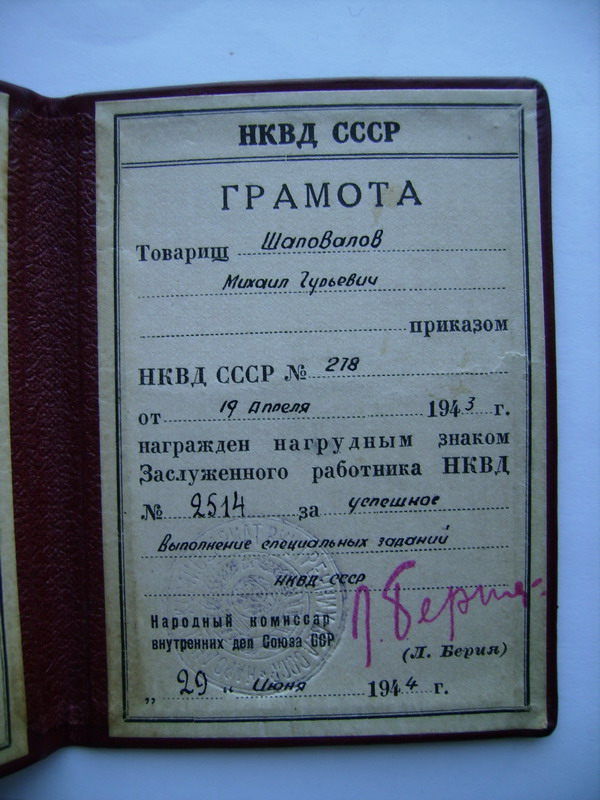 НКВД СССР
ГРАМОТА
Товарищ Шаповалов
Михаил Гурьевич
приказом
НКВД СССР № 278
от 19 Апреля 1943 г.
награжден нагрудным знаком
Заслуженного работника НКВД
№ 2514 за успешное
выполнение специальных заданий
НКВД СССР
Народный комиссар
внутренних дел Союза ССР
Л. Берия
(Л. Берия)
„ 29 “ Июня 1944 г.